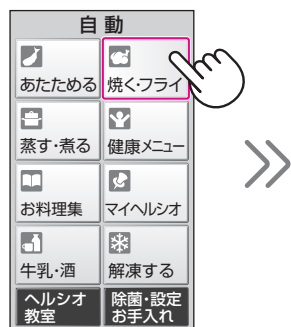 自動
あたためる
焼く・フライ
蒸す・煮る
健康メニュー
お料理集
マイヘルシオ
牛乳・酒
解凍する
ヘルシオ
教室
除菌・設定
お手入れ